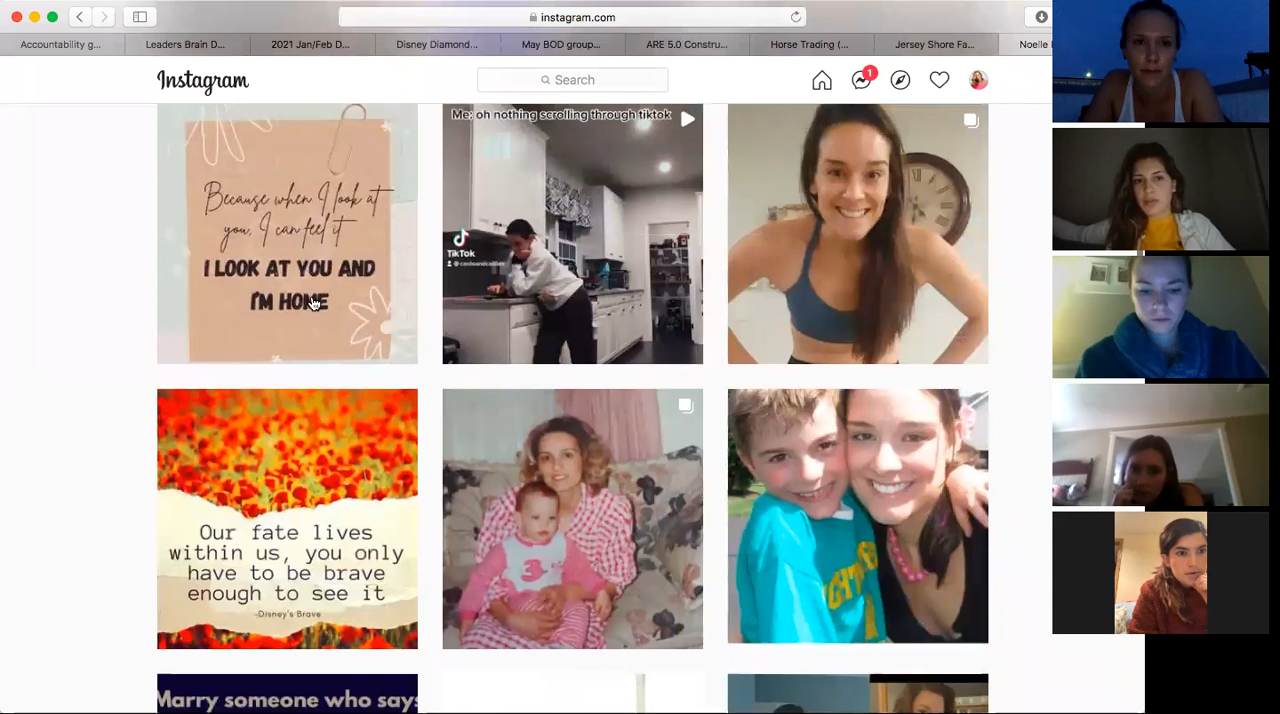 instagram.com
Accountability g...
Leaders Brain D...
2021 Jan/Feb D...
Disney Diamond...
May BOD group...
ARE 5.0 Constru...
Horse Trading (...
Jersey Shore Fa...
Noelle
Instagram
Search
1
Because when I look at
you, I can feel it
I LOOK AT YOU AND
I'M HOME
Me: oh nothing scrolling through tiktok
TikTok
Our fate lives
within us, you only
have to be brave
enough to see it
-Disney's Brave
3
Marry someone who says